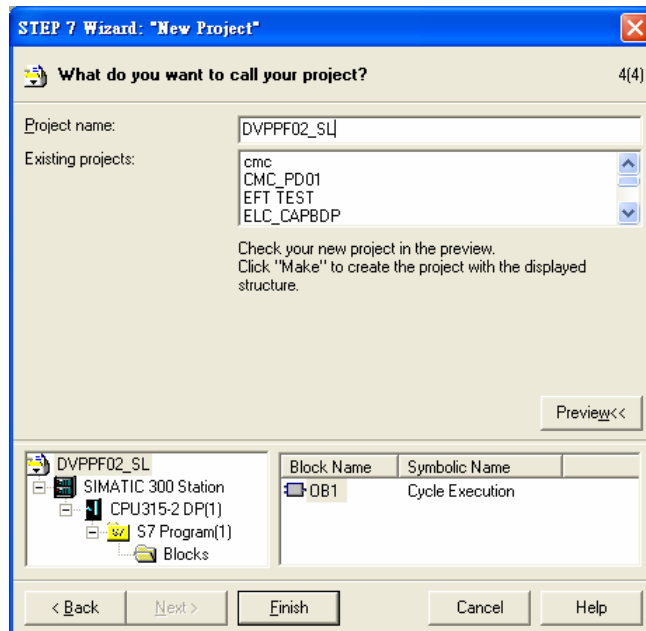 STEP 7 Wizard: "New Project"
What do you want to call your project?
4(4)
Project name:
DVPPF02_SL
Existing projects:
cmc
CMC_PD01
EFT TEST
ELC_CAPBDP
Check your new project in the preview.
Click "Make" to create the project with the displayed
structure.
Preview<<
DVPPF02_SL
SIMATIC 300 Station
CPU315-2 DP(1)
S7 Program(1)
Blocks
Block Name Symbolic Name
OB1 Cycle Execution
< Back Next > Finish Cancel Help